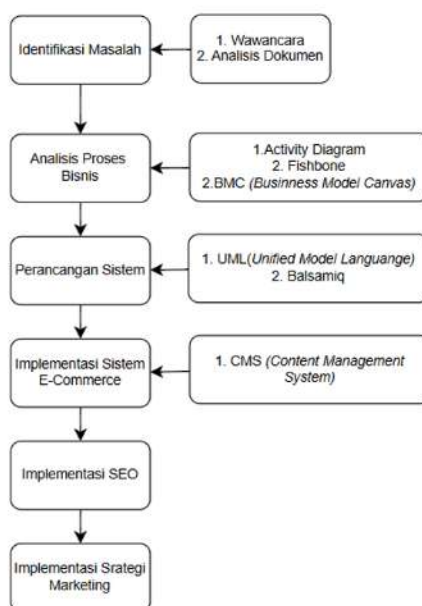 Identifikasi Masalah
1. Wawancara
2. Analisis Dokumen
Analisis Proses
Bisnis
1.Activity Diagram
2. Fishbone
2.BMC (Businness Model Canvas)
Perancangan Sistem
1. UML(Unified Model Languange)
2. Balsamiq
Implementasi Sistem
E-Commerce
1. CMS (Content Management
System)
Implementasi SEO
Implementasi Srategi
Marketing